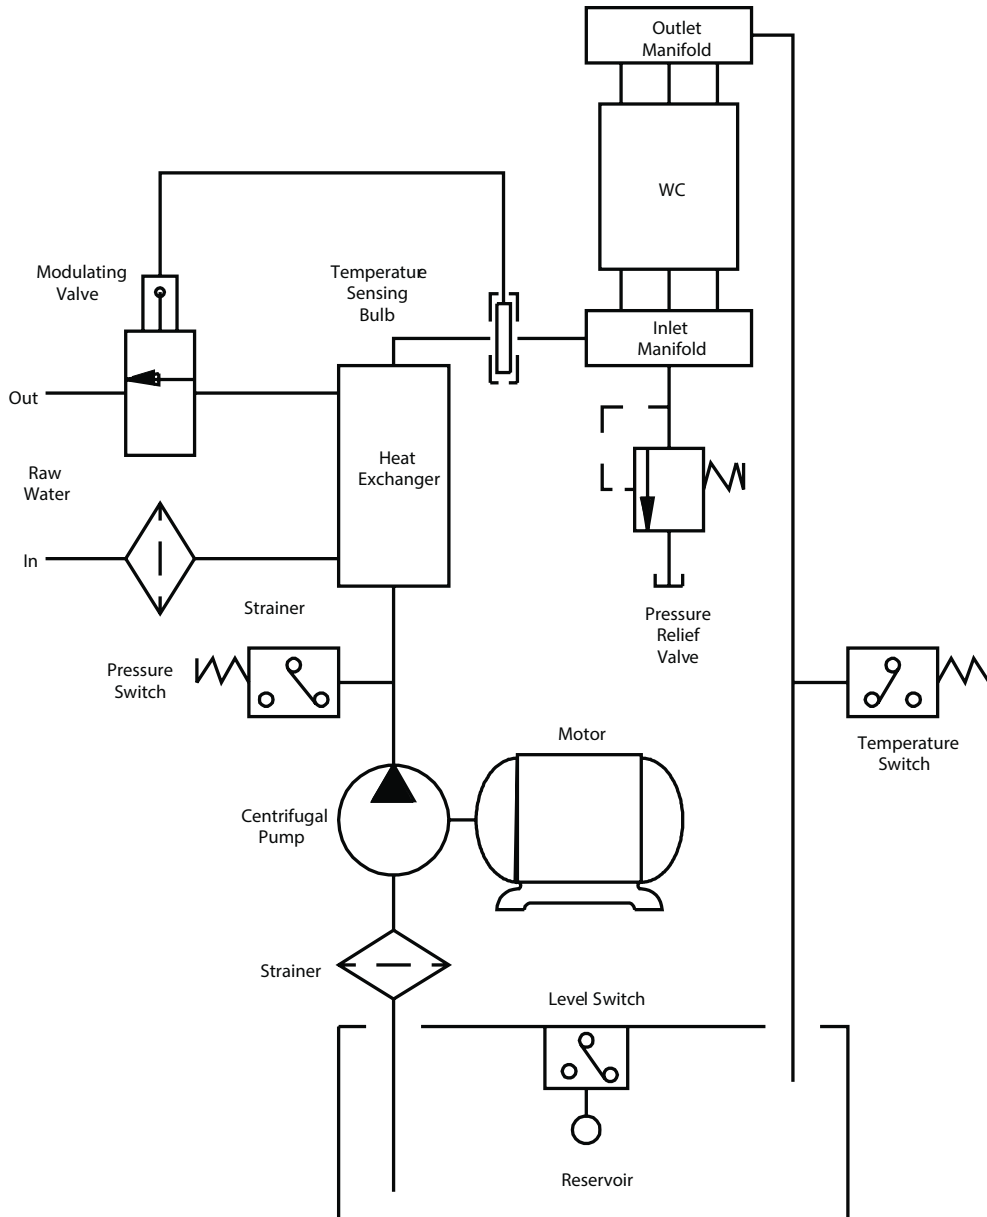 Outlet
Manifold
WC
Modulating
Valve
Temperature
Sensing
Bulb
Inlet
Manifold
Out
Heat
Exchanger
Raw
Water
In
Strainer
Pressure
Relief
Valve
Pressure
Switch
Motor
Temperature
Switch
Centrifugal
Pump
Strainer
Level Switch
Reservoir